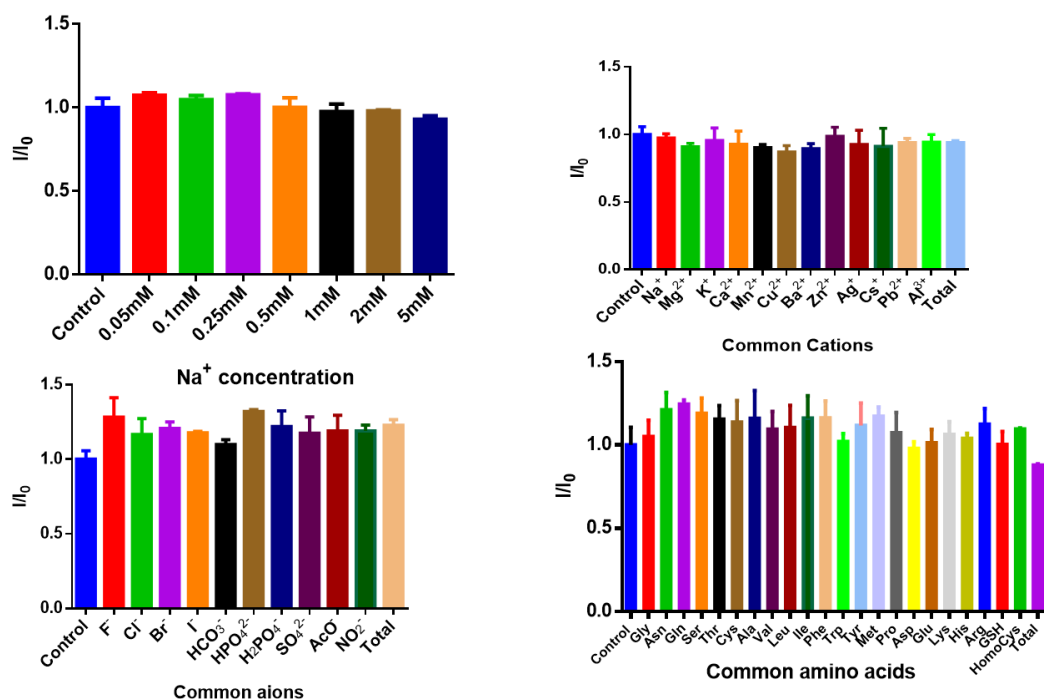 1.5
1.0
0.5
0.0
I/I₀
Control
0.05mM
0.1mM
0.25mM
0.5mM
1mM
2mM
5mM
Na⁺ concentration
1.5
1.0
0.5
0.0
I/I₀
Control
Na⁺
Mg²⁺
K⁺
Ca²⁺
Mn²⁺
Cu²⁺
Ba²⁺
Zn²⁺
Ag⁺
Cs⁺
Pb²⁺
Al³⁺
Total
Common Cations
1.5
1.0
0.5
0.0
I/I₀
Control
F⁻
Cl⁻
Br⁻
I⁻
HCO₃⁻
HPO₄²⁻
H₂PO₄⁻
SO₄²⁻
AcO⁻
NO₂⁻
Total
Common aions
1.5
1.0
0.5
0.0
I/I₀
Control
Gly
Asn
Gln
Ser
Thr
Cys
Ala
Val
Leu
Ile
Phe
Trp
Tyr
Met
Pro
Asp
Glu
Lys
His
Arg
GSH
HomoCys
Total
Common amino acids